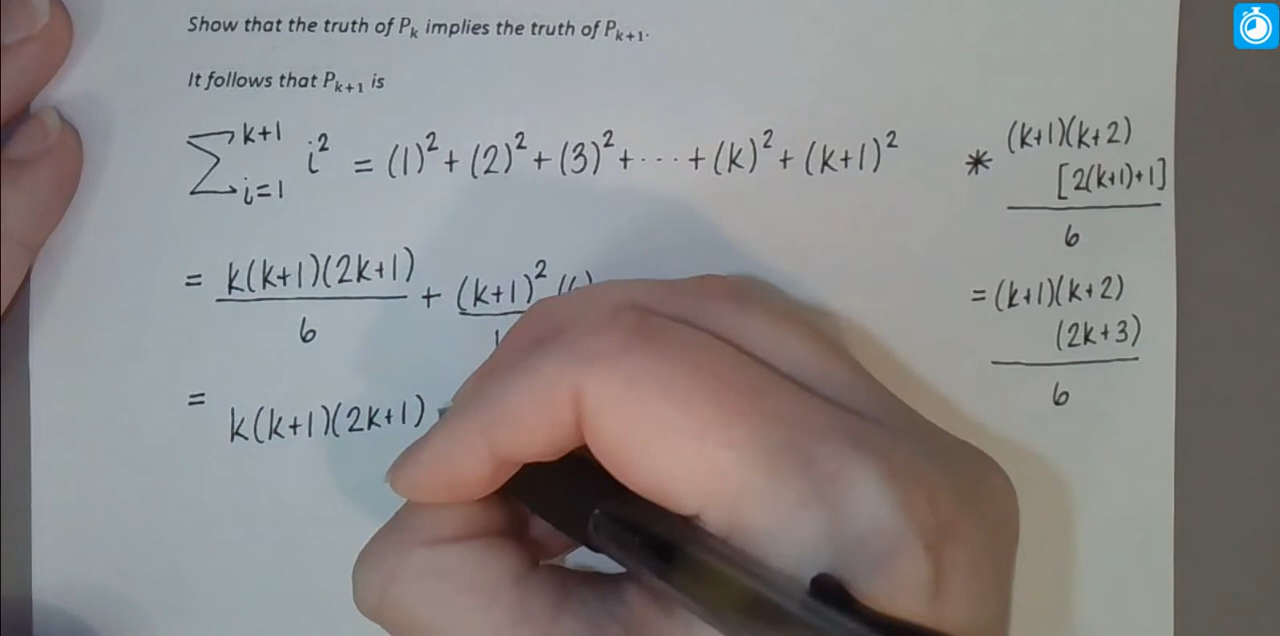 Show that the truth of Pₖ implies the truth of Pₖ₊₁.
It follows that Pₖ₊₁ is
∑ᵢ₌₁ᵏ⁺¹ i² = (1)² + (2)² + (3)² + ··· + (k)² + (k+1)²
= k(k+1)(2k+1)/6 + (k+1)²
= k(k+1)(2k+1)
* (k+1)(k+2)
[2(k+1)+1]
6
= (k+1)(k+2)
(2k+3)
6